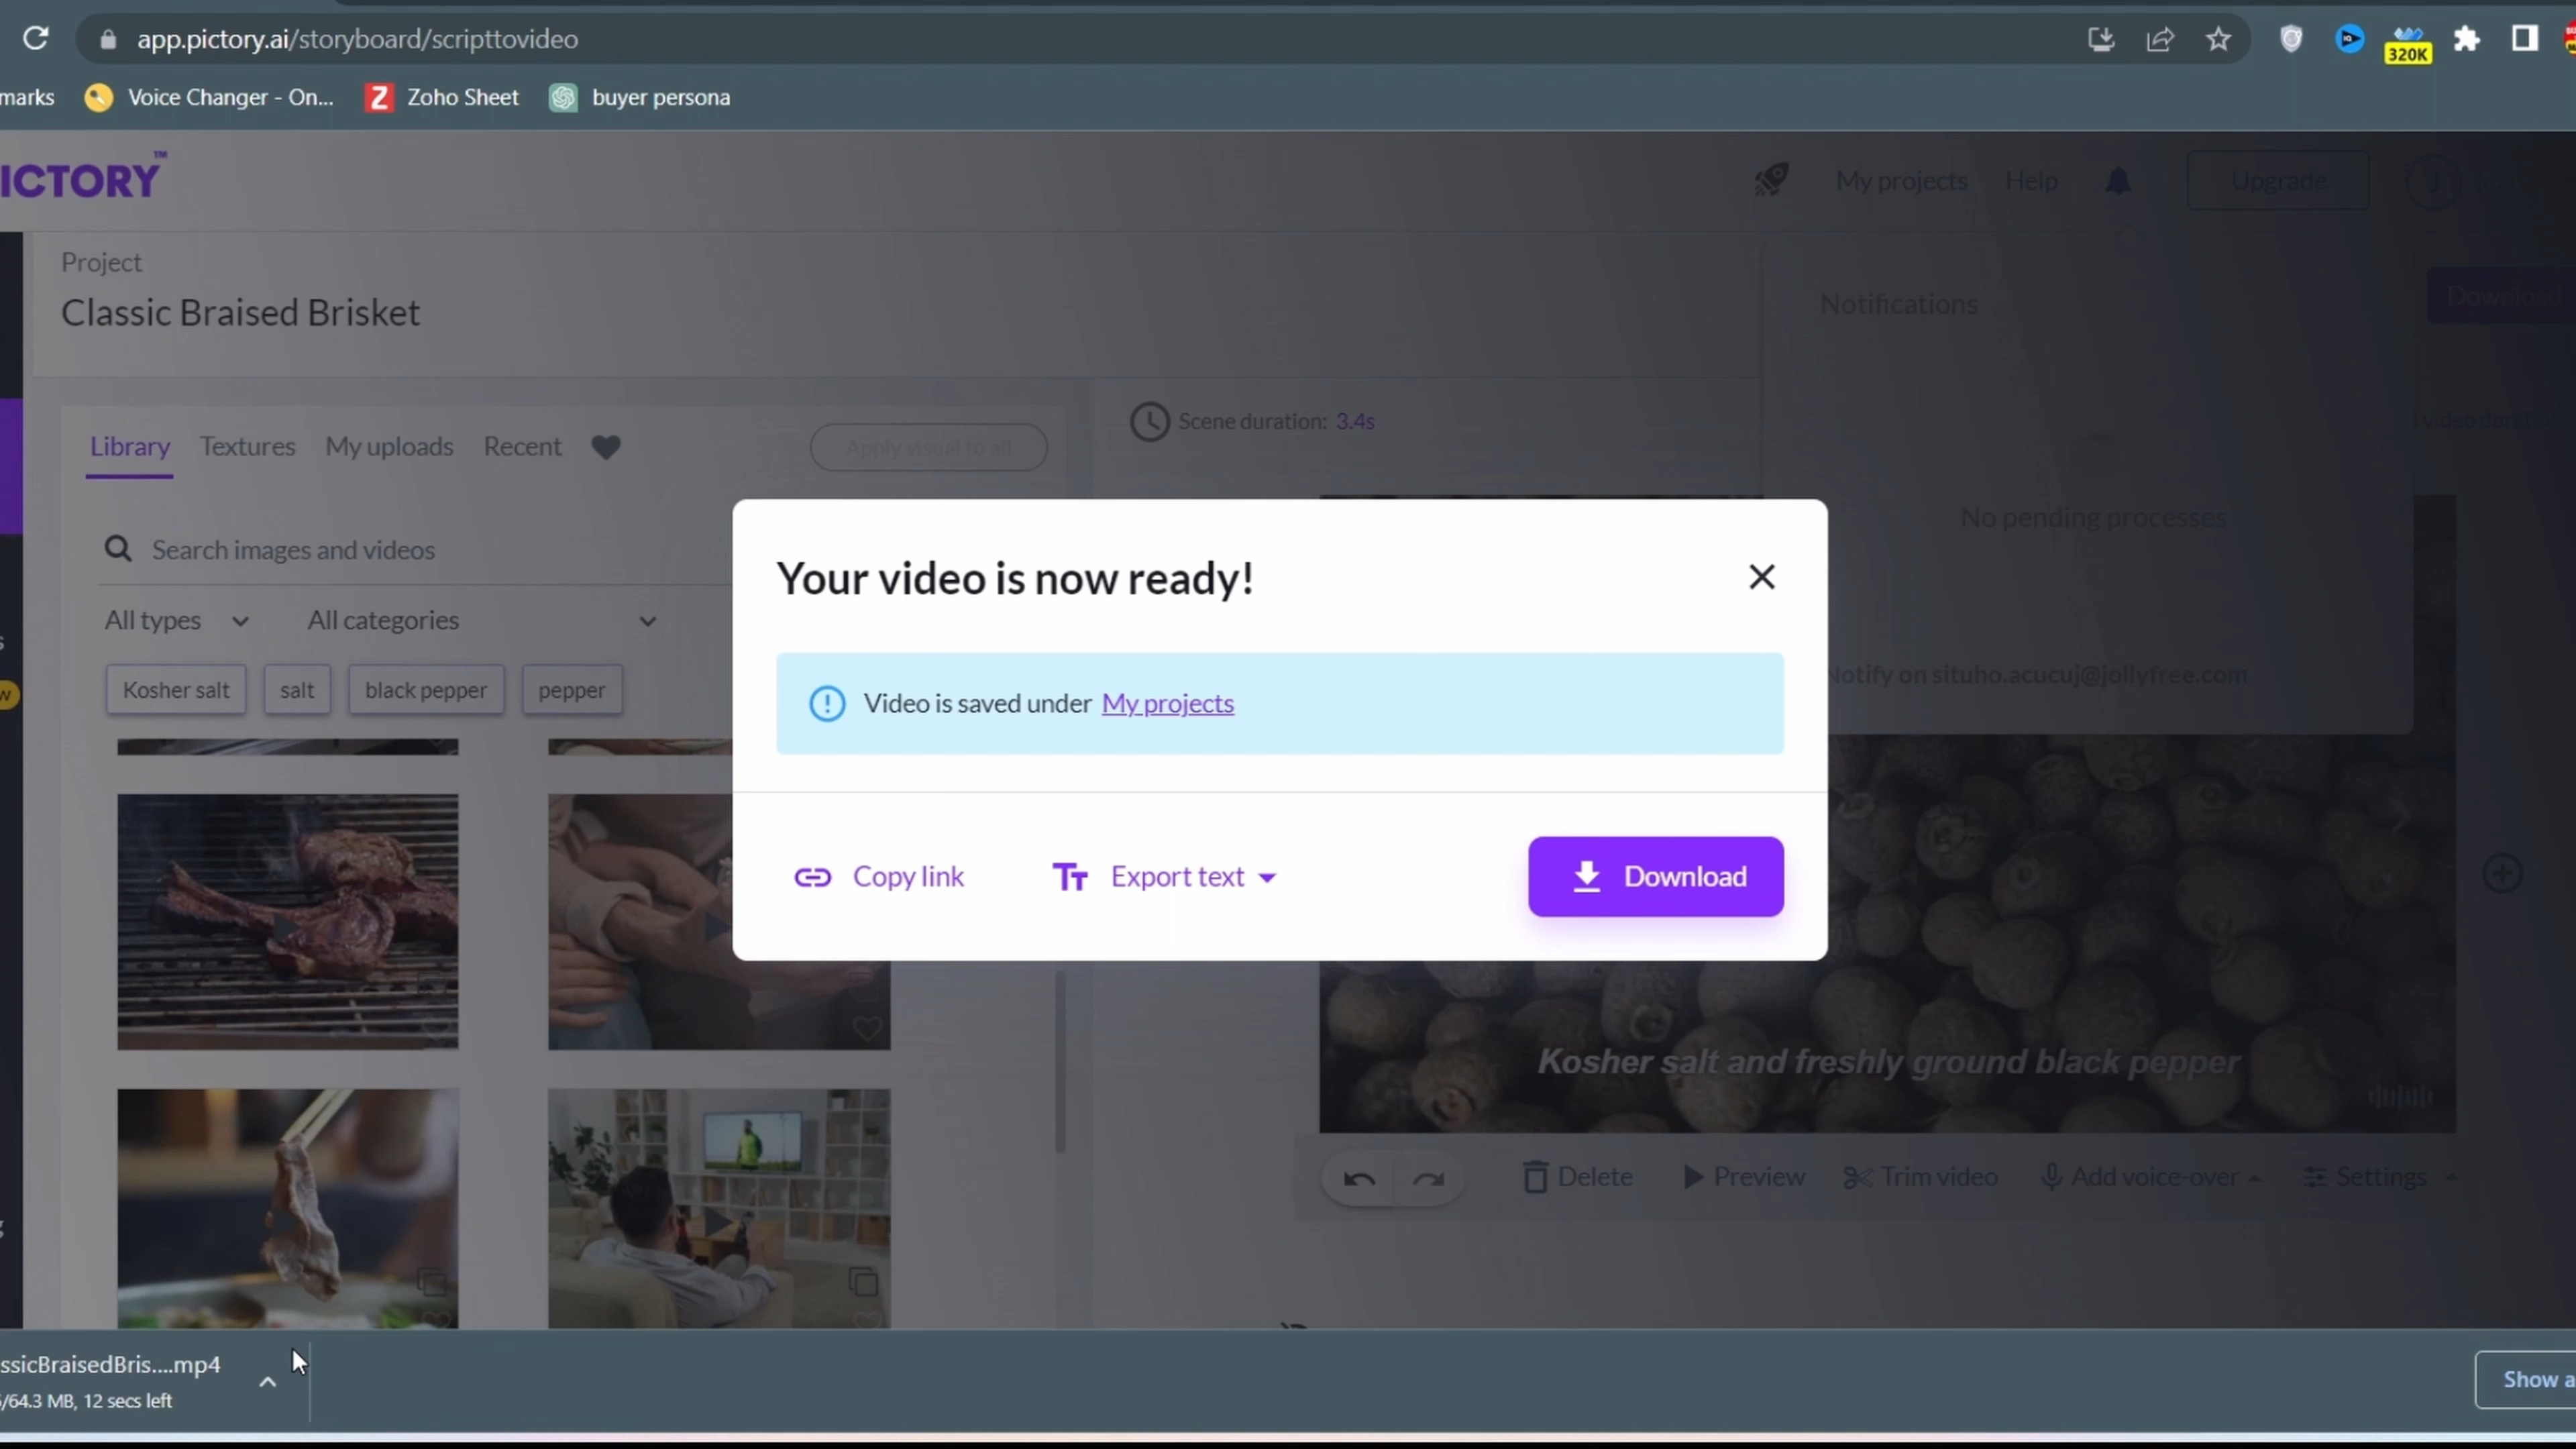 app.pictory.ai/storyboard/scripttovideo
320K
marks
Voice Changer - On...
Zoho Sheet
buyer persona
ICTORY™
My projects
Help
Upgrade
J
Project
Classic Braised Brisket
Notifications
Download
Library
Textures
My uploads
Recent
Apply visual to all
Scene duration: 3.4s
video duration
No pending processes
Search images and videos
All types
All categories
Kosher salt
salt
black pepper
pepper
Notify on situho.acucuj@jollyfree.com
Your video is now ready!
Video is saved under My projects
Copy link
Export text
Download
Kosher salt and freshly ground black pepper
Delete
Preview
Trim video
Add voice-over
Settings
ssicBraisedBris....mp4
/64.3 MB, 12 secs left
Show a